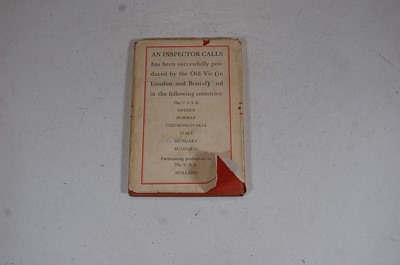 AN INSPECTOR CALLS
has been successfully pro-
duced by the Old Vic (in
London and Bristol)
in the following countries:
The U.S.S.R.
SWEDEN
NORWAY
CZECHOSLOVAKIA
ITALY
HUNGARY
BULGARIA
Forthcoming productions in
The U.S.A.
HOLLAND